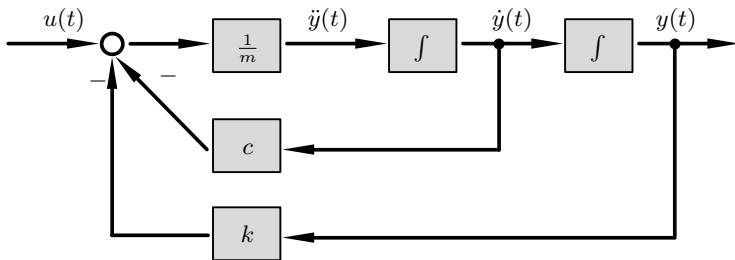 u(t) ÿ(t) ẏ(t) y(t)
1/m ∫ ∫
− −
c
k